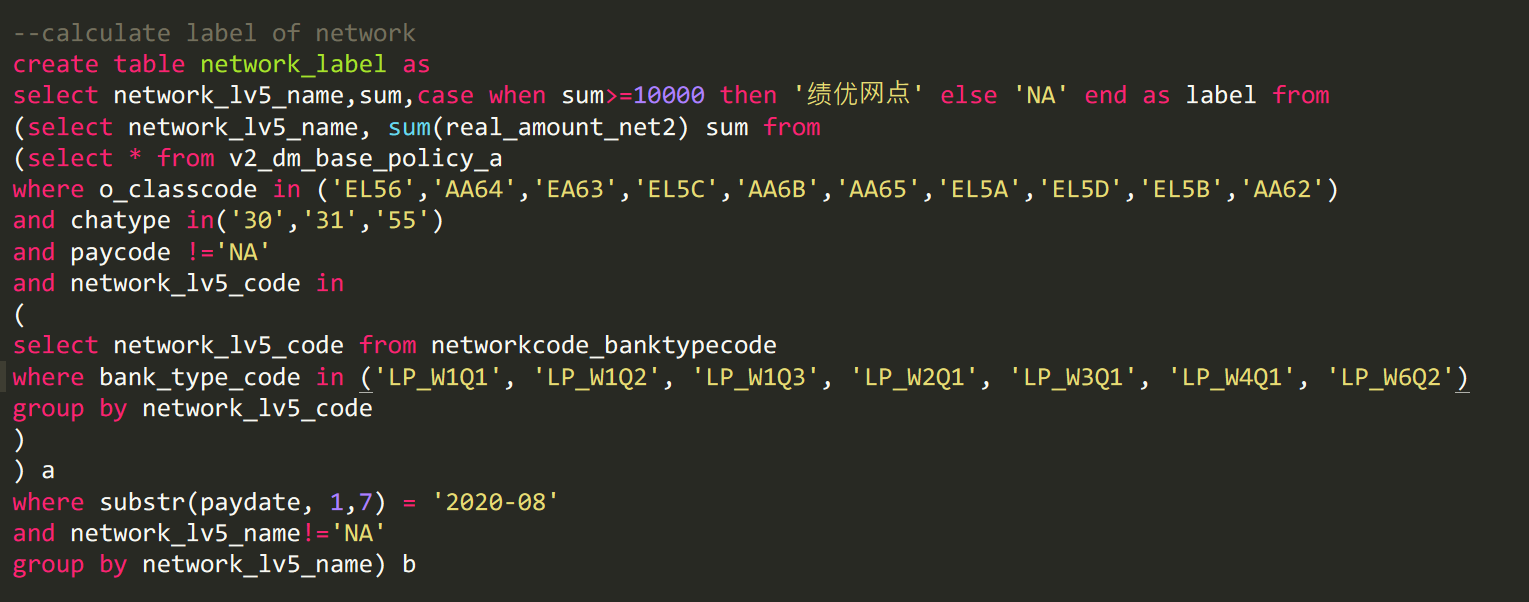 --calculate label of network
create table network_label as
select network_lv5_name,sum,case when sum>=10000 then '绩优网点' else 'NA' end as label from
(select network_lv5_name, sum(real_amount_net2) sum from
(select * from v2_dm_base_policy_a
where o_classcode in ('EL56','AA64','EA63','EL5C','AA6B','AA65','EL5A','EL5D','EL5B','AA62')
and chatype in('30','31','55')
and paycode !='NA'
and network_lv5_code in
(
select network_lv5_code from networkcode_banktypecode
where bank_type_code in ('LP_W1Q1', 'LP_W1Q2', 'LP_W1Q3', 'LP_W2Q1', 'LP_W3Q1', 'LP_W4Q1', 'LP_W6Q2')
group by network_lv5_code
)
) a
where substr(paydate, 1,7) = '2020-08'
and network_lv5_name!='NA'
group by network_lv5_name) b